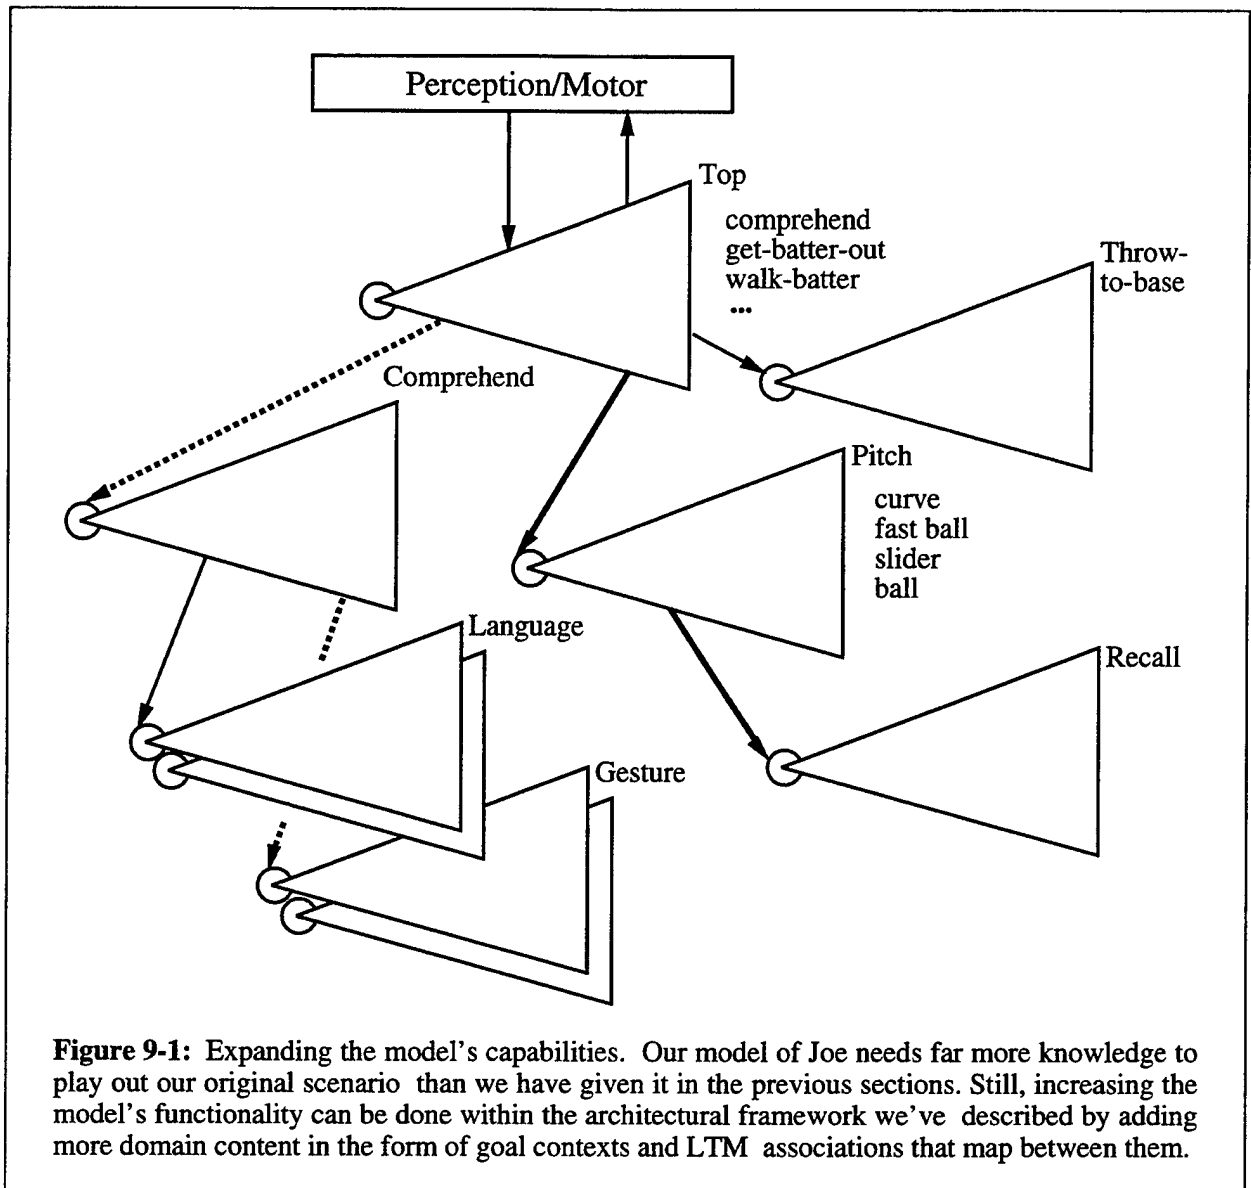 Perception/Motor
Top
comprehend
get-batter-out
walk-batter
...
Throw-
to-base
Comprehend
Pitch
curve
fast ball
slider
ball
Language
Recall
Gesture
Figure 9-1: Expanding the model's capabilities. Our model of Joe needs far more knowledge to
play out our original scenario than we have given it in the previous sections. Still, increasing the
model's functionality can be done within the architectural framework we've described by adding
more domain content in the form of goal contexts and LTM associations that map between them.